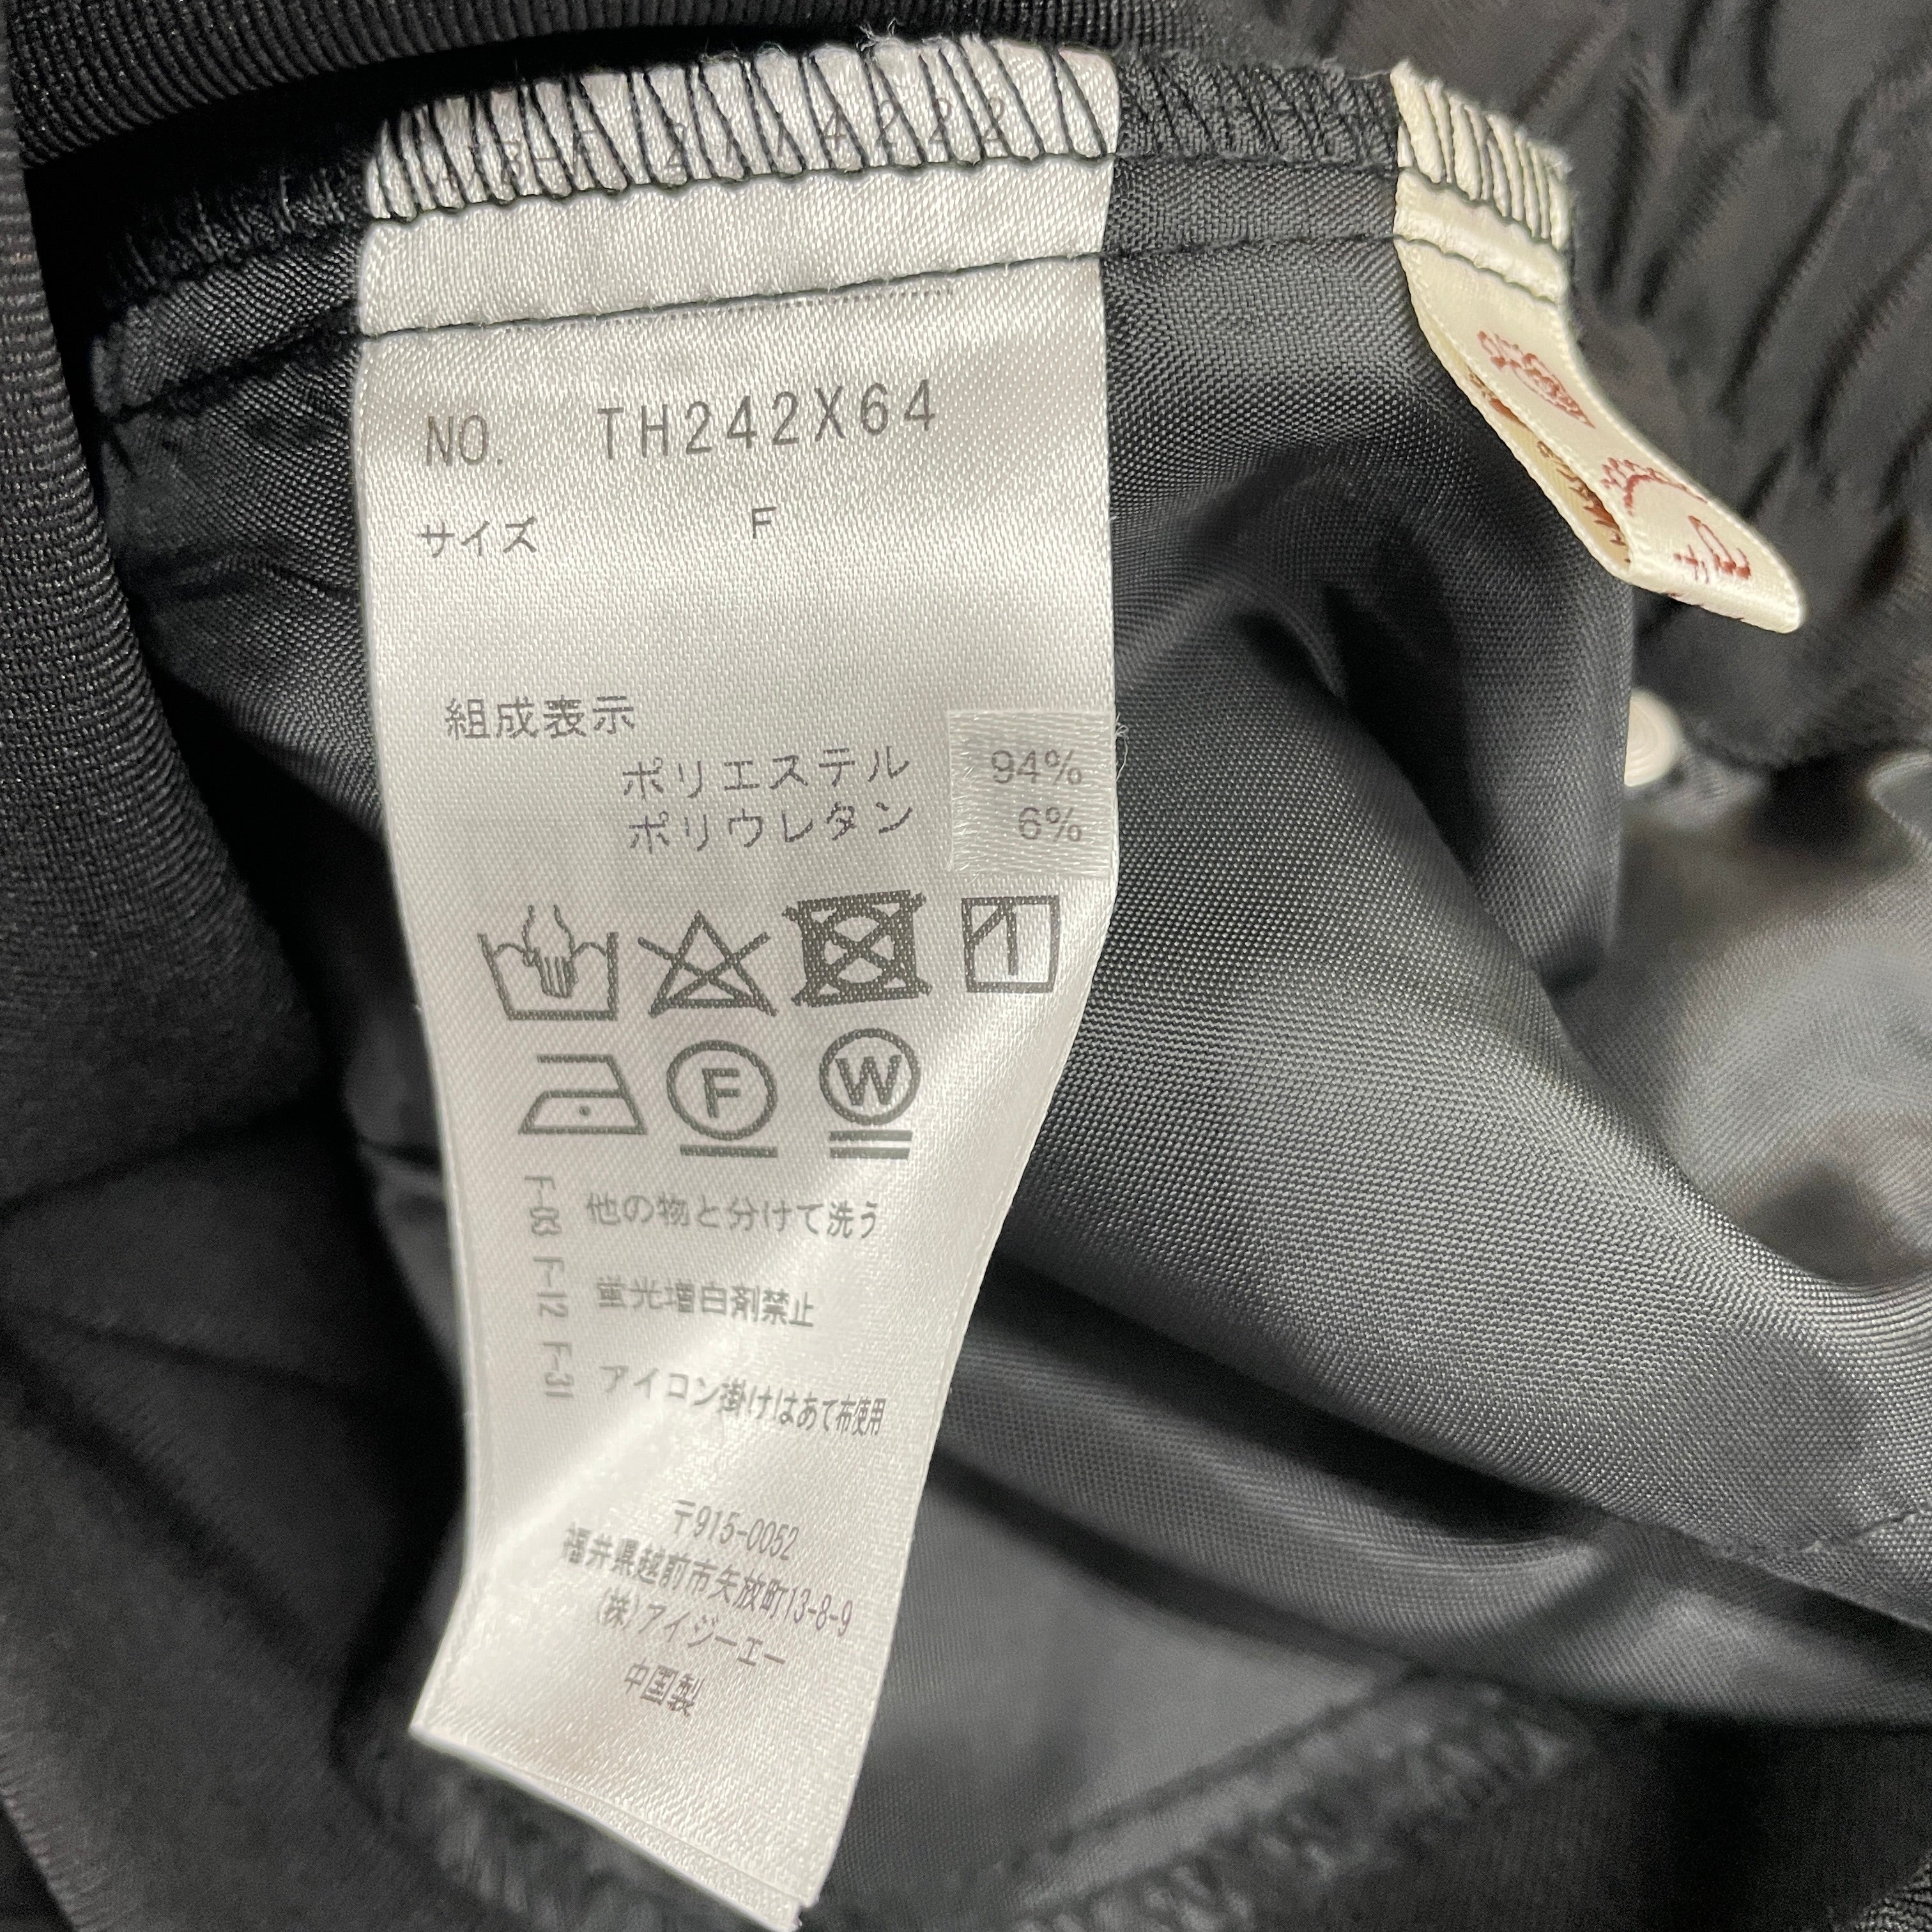 NO. TH242X64
サイズ F
組成表示
ポリエステル 94%
ポリウレタン 6%
F
W
F-03 他の物と分けて洗う
F-12 蛍光増白剤禁止
F-31 アイロン掛けはあて布使用
〒915-0052
福井県越前市矢放町13-8-9
(株)アイジーエー
中国製